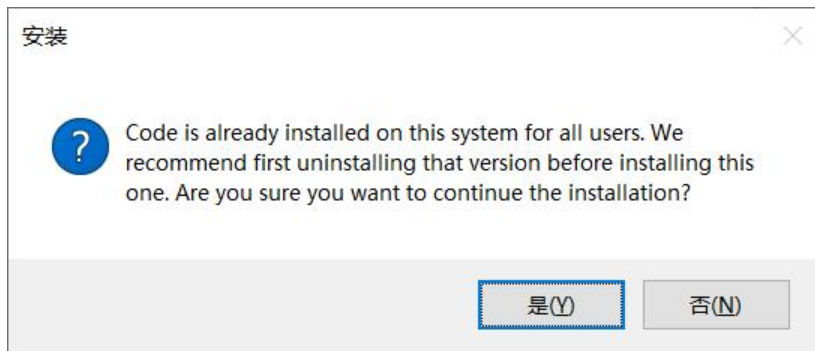 安装
Code is already installed on this system for all users. We
recommend first uninstalling that version before installing this
one. Are you sure you want to continue the installation?
是(Y)
否(N)